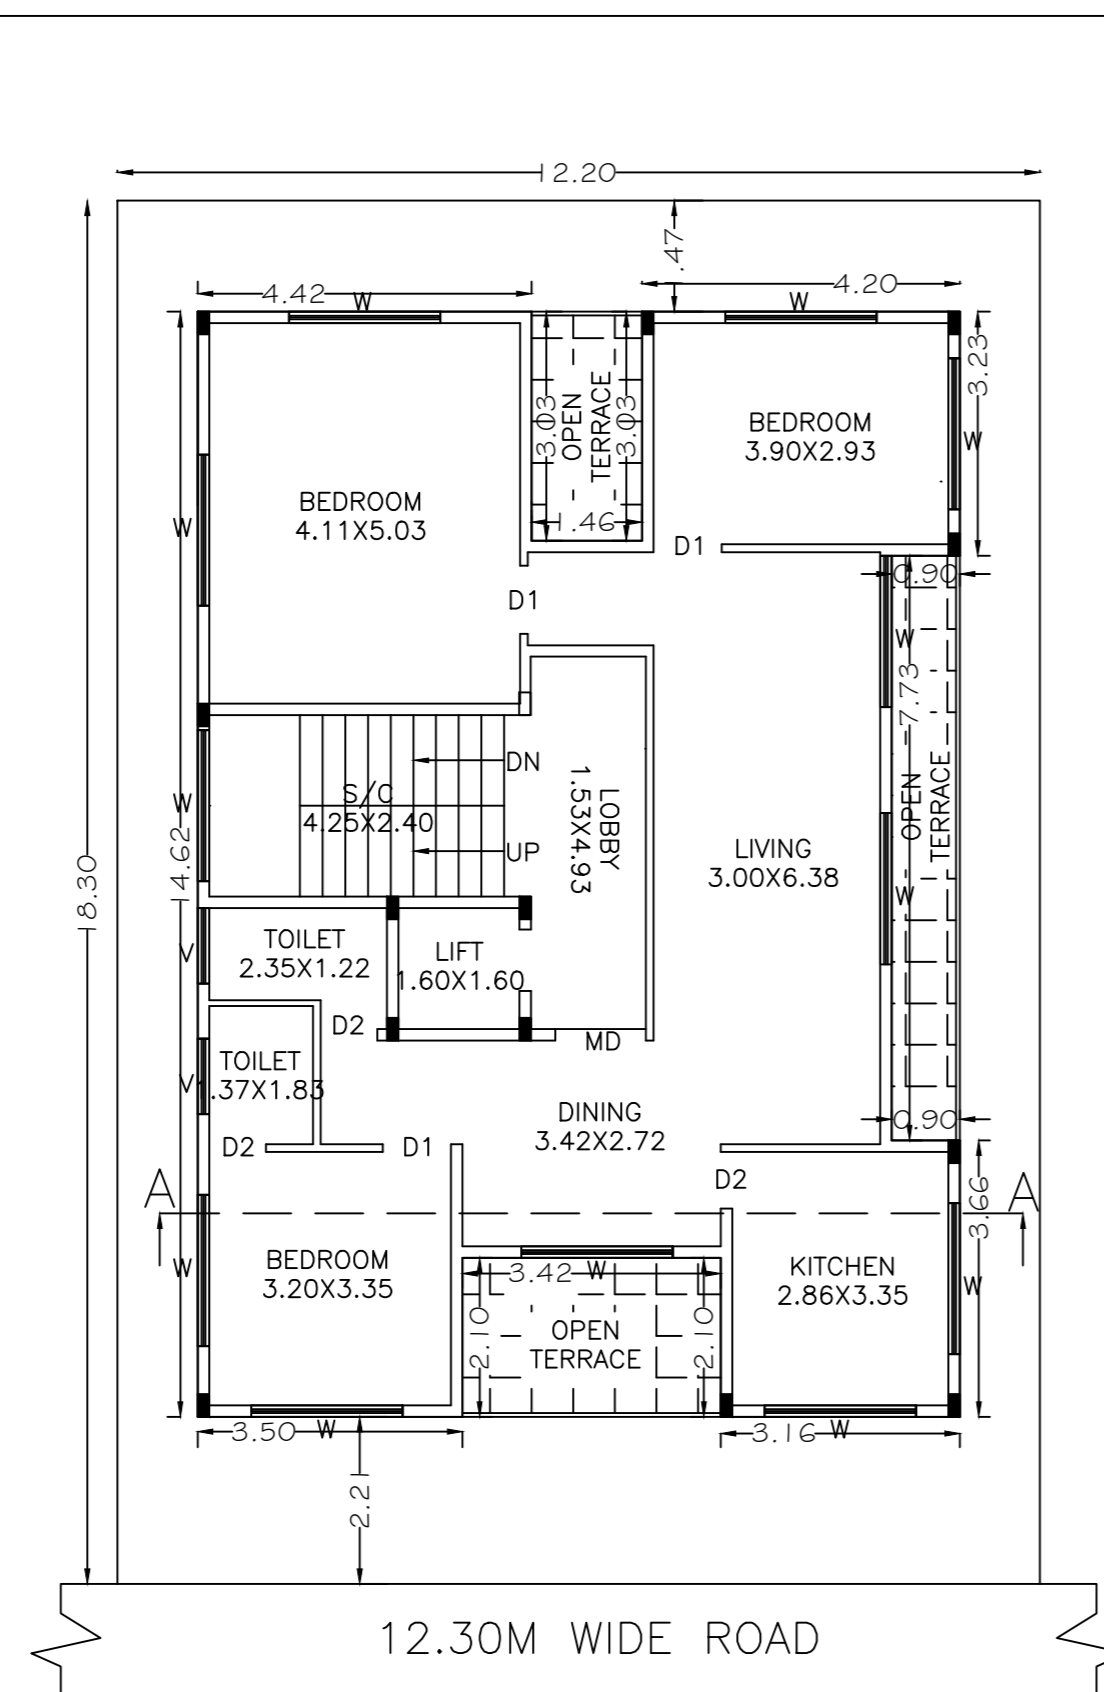 12.20
.47
4.42
W
W
4.20
3.23
3.03
OPEN
TERRACE
3.03
1.46
BEDROOM
3.90X2.93
W
BEDROOM
4.11X5.03
W
D1
D1
0.90
W
7.73
OPEN
TERRACE
W
DN
S/C
4.25X2.40
UP
W
LOBBY
1.53X4.93
LIVING
3.00X6.38
14.62
18.30
TOILET
2.35X1.22
V
LIFT
1.60X1.60
D2
MD
TOILET
1.37X1.83
V
DINING
3.42X2.72
0.90
D2
D1
D2
A
A
3.66
BEDROOM
3.20X3.35
W
3.42
W
KITCHEN
2.86X3.35
W
2.10
OPEN
TERRACE
2.10
3.50
W
3.16
W
2.21
12.30M WIDE ROAD